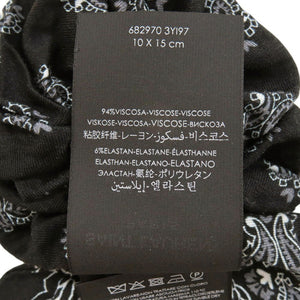 682970 3YI97
10 X 15 cm
94%VISCOSA-VISCOSE-VISCOSE
VISKOSE-VISCOSA-VISCOSE-ВИСКОЗА
粘胶纤维-レーヨン-فسكوز-비스코스
6%ELASTAN-ELASTANE-ÉLASTHANNE
ELASTHAN-ELASTANO-ELASTANO
ЭЛАСТАН-氨纶-ポリウレタン
إيلاستين-엘라스틴